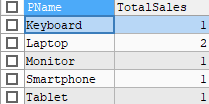 PName TotalSales
Keyboard 1
Laptop 2
Monitor 1
Smartphone 1
Tablet 1